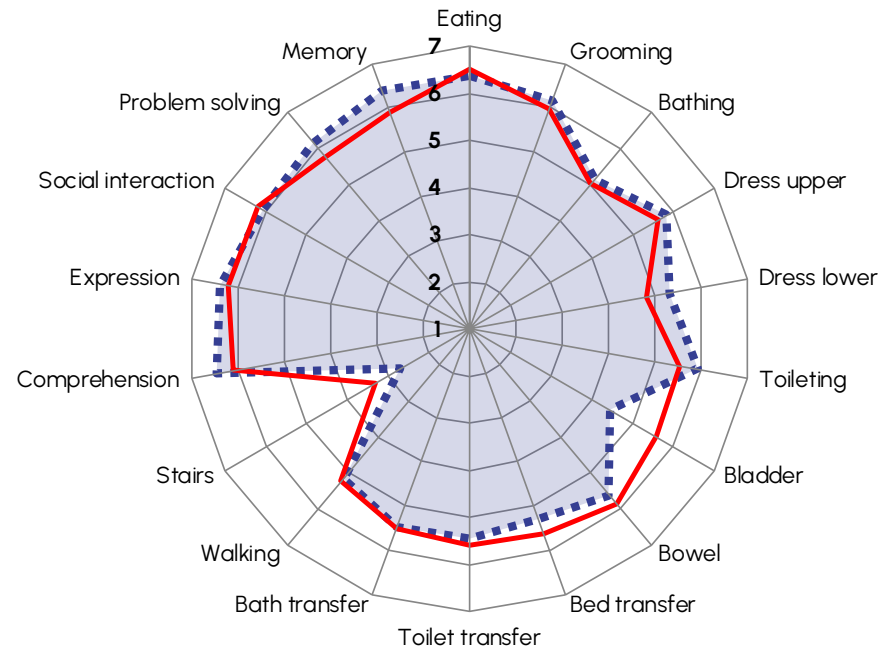 Eating
Grooming
Bathing
Dress upper
Dress lower
Toileting
Bladder
Bowel
Bed transfer
Toilet transfer
Bath transfer
Walking
Stairs
Comprehension
Expression
Social interaction
Problem solving
Memory
7
6
5
4
3
2
1